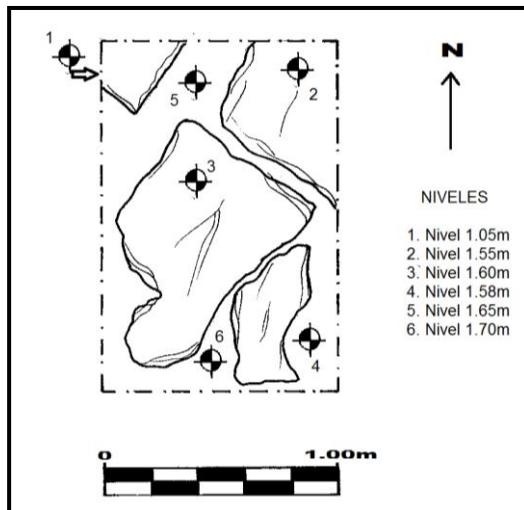 1
N
2
5
3
NIVELES
1. Nivel 1.05m
2. Nivel 1.55m
3. Nivel 1.60m
4. Nivel 1.58m
5. Nivel 1.65m
6. Nivel 1.70m
6
4
0 1.00m